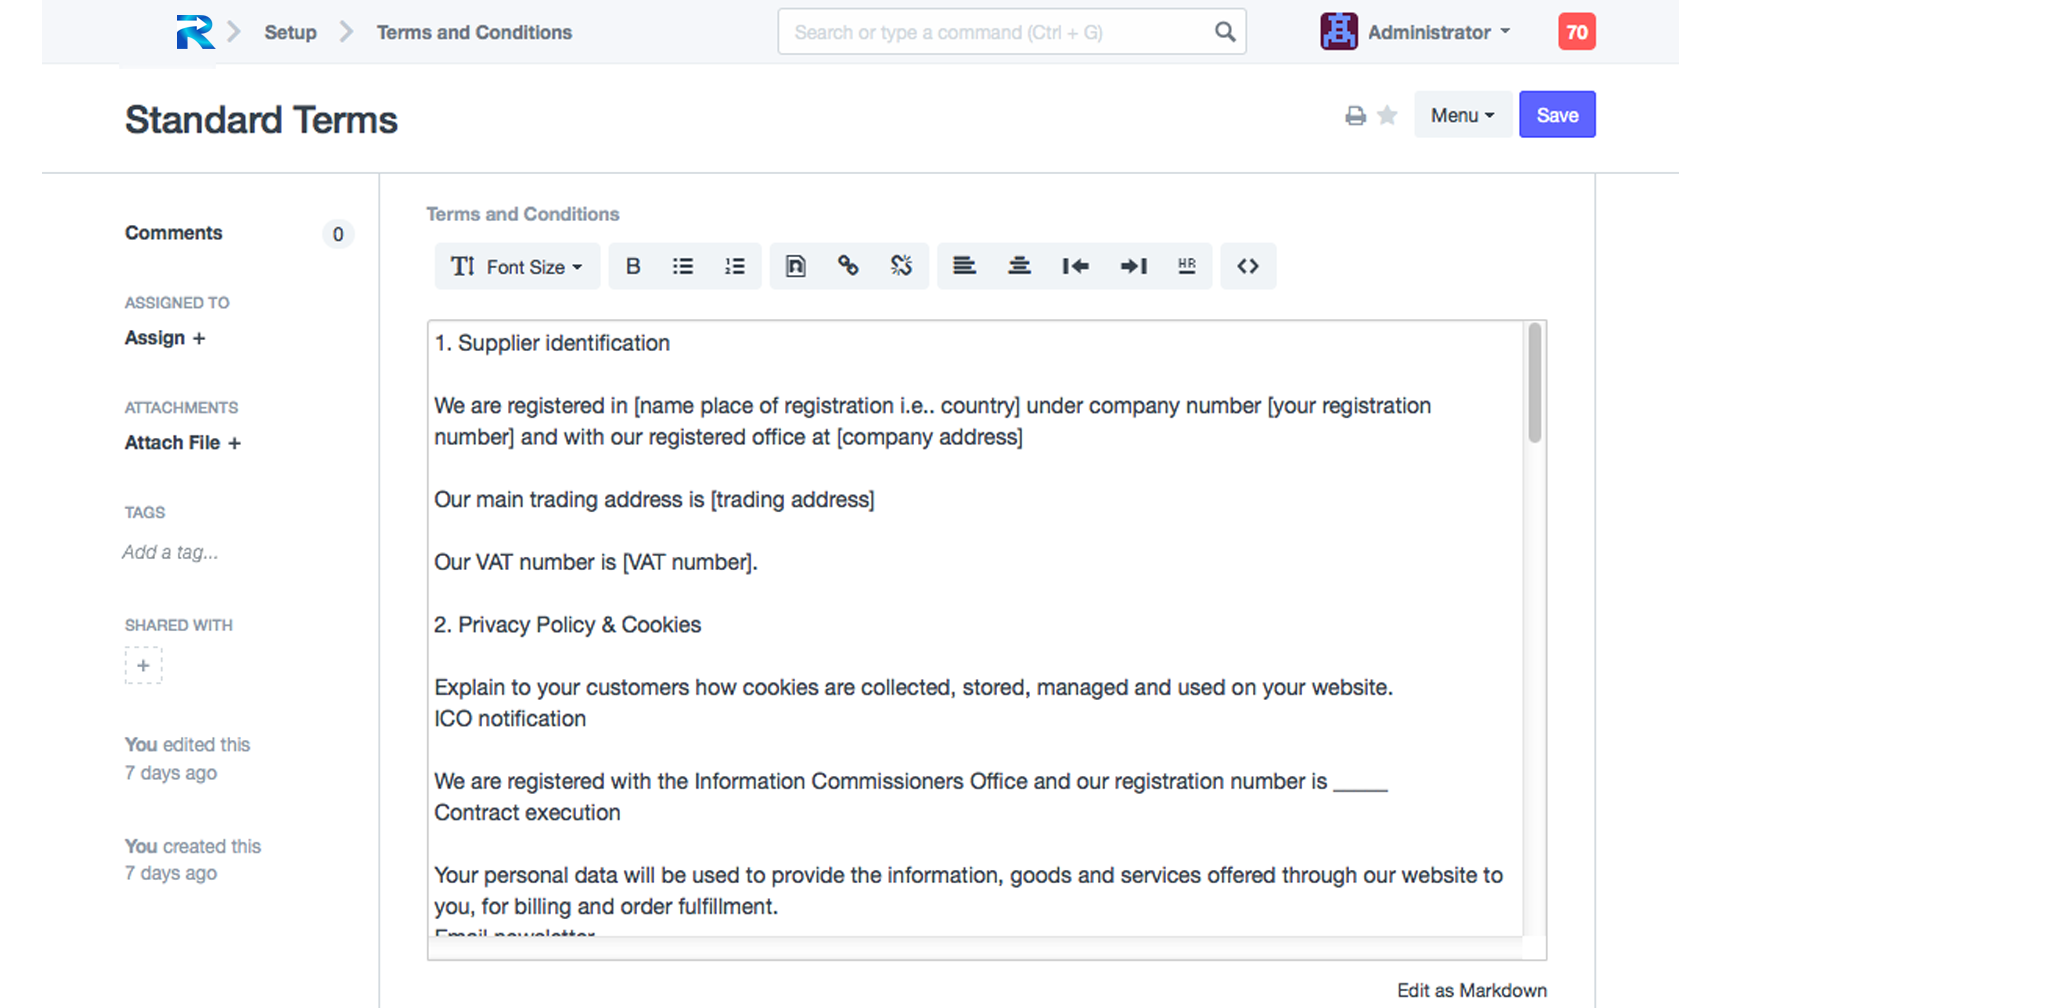 Setup
Terms and Conditions
Search or type a command (Ctrl + G)
Administrator
70
Standard Terms
Menu
Save
Comments
0
ASSIGNED TO
Assign +
ATTACHMENTS
Attach File +
TAGS
Add a tag...
SHARED WITH
+
You edited this
7 days ago
You created this
7 days ago
Terms and Conditions
Font Size
B
HR
1. Supplier identification
We are registered in [name place of registration i.e.. country] under company number [your registration
number] and with our registered office at [company address]
Our main trading address is [trading address]
Our VAT number is [VAT number].
2. Privacy Policy & Cookies
Explain to your customers how cookies are collected, stored, managed and used on your website.
ICO notification
We are registered with the Information Commissioners Office and our registration number is _____
Contract execution
Your personal data will be used to provide the information, goods and services offered through our website to
you, for billing and order fulfillment.
Email newsletter
Edit as Markdown